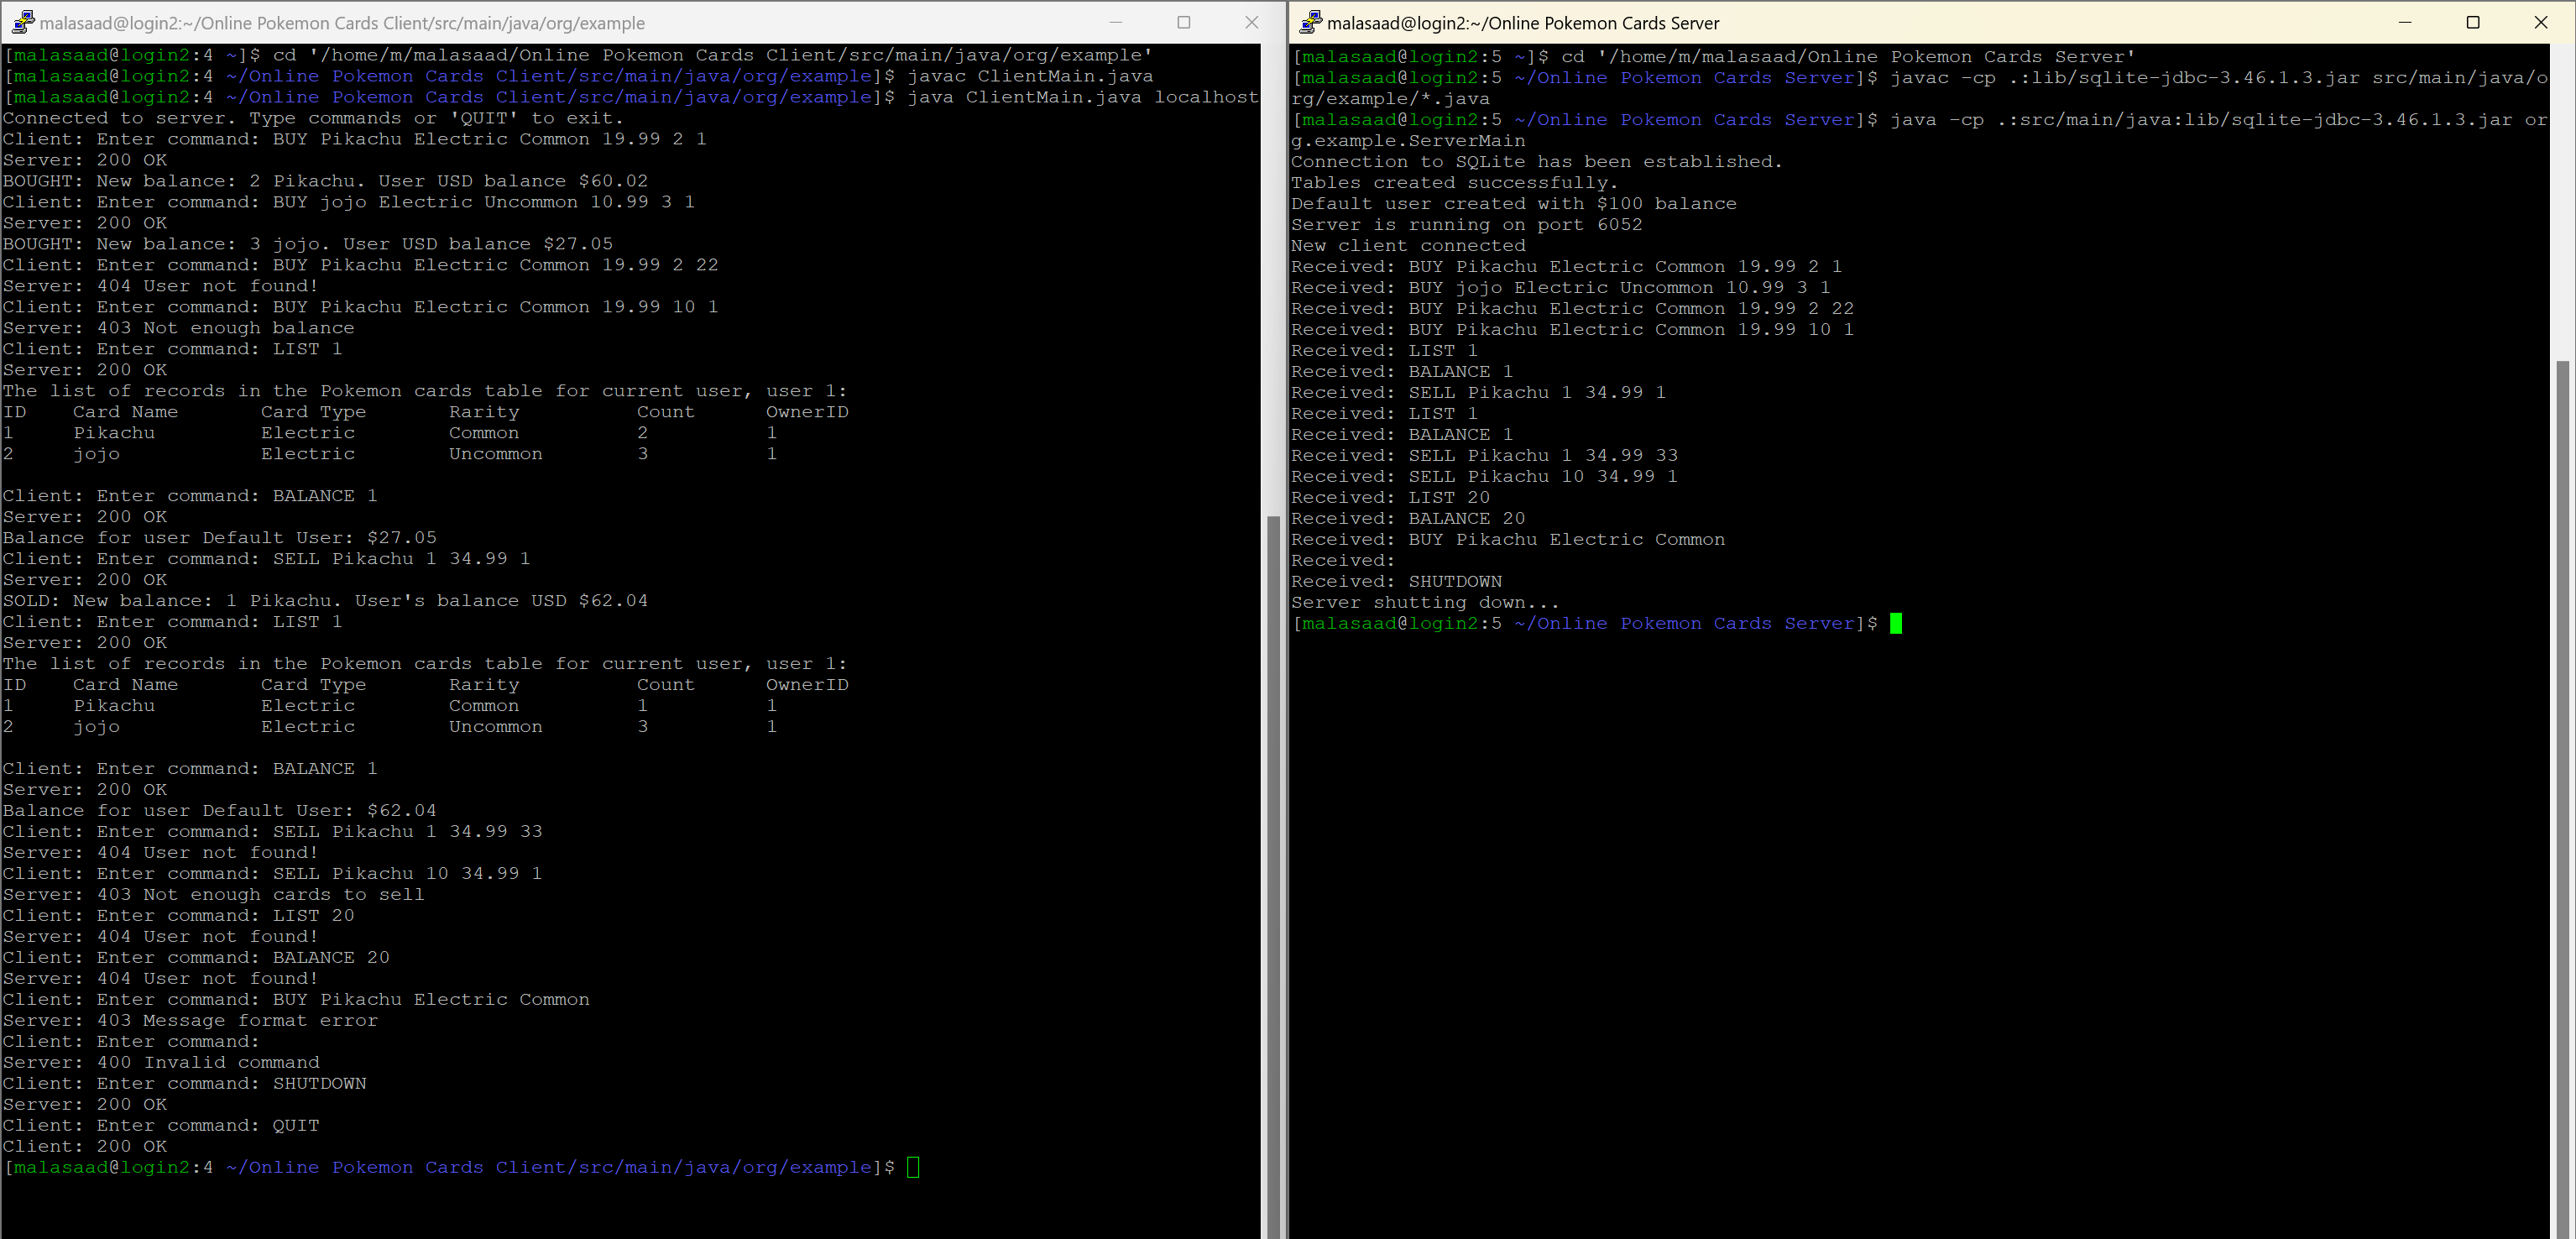 malasaad@login2:~/Online Pokemon Cards Client/src/main/java/org/example
[malasaad@login2:4 ~]$ cd '/home/m/malasaad/Online Pokemon Cards Client/src/main/java/org/example'
[malasaad@login2:4 ~/Online Pokemon Cards Client/src/main/java/org/example]$ javac ClientMain.java
[malasaad@login2:4 ~/Online Pokemon Cards Client/src/main/java/org/example]$ java ClientMain.java localhost
Connected to server. Type commands or 'QUIT' to exit.
Client: Enter command: BUY Pikachu Electric Common 19.99 2 1
Server: 200 OK
BOUGHT: New balance: 2 Pikachu. User USD balance $60.02
Client: Enter command: BUY jojo Electric Uncommon 10.99 3 1
Server: 200 OK
BOUGHT: New balance: 3 jojo. User USD balance $27.05
Client: Enter command: BUY Pikachu Electric Common 19.99 2 22
Server: 404 User not found!
Client: Enter command: BUY Pikachu Electric Common 19.99 10 1
Server: 403 Not enough balance
Client: Enter command: LIST 1
Server: 200 OK
The list of records in the Pokemon cards table for current user, user 1:
ID Card Name Card Type Rarity Count OwnerID
1 Pikachu Electric Common 2 1
2 jojo Electric Uncommon 3 1
Client: Enter command: BALANCE 1
Server: 200 OK
Balance for user Default User: $27.05
Client: Enter command: SELL Pikachu 1 34.99 1
Server: 200 OK
SOLD: New balance: 1 Pikachu. User's balance USD $62.04
Client: Enter command: LIST 1
Server: 200 OK
The list of records in the Pokemon cards table for current user, user 1:
ID Card Name Card Type Rarity Count OwnerID
1 Pikachu Electric Common 1 1
2 jojo Electric Uncommon 3 1
Client: Enter command: BALANCE 1
Server: 200 OK
Balance for user Default User: $62.04
Client: Enter command: SELL Pikachu 1 34.99 33
Server: 404 User not found!
Client: Enter command: SELL Pikachu 10 34.99 1
Server: 403 Not enough cards to sell
Client: Enter command: LIST 20
Server: 404 User not found!
Client: Enter command: BALANCE 20
Server: 404 User not found!
Client: Enter command: BUY Pikachu Electric Common
Server: 403 Message format error
Client: Enter command:
Server: 400 Invalid command
Client: Enter command: SHUTDOWN
Server: 200 OK
Client: Enter command: QUIT
Client: 200 OK
[malasaad@login2:4 ~/Online Pokemon Cards Client/src/main/java/org/example]$
malasaad@login2:~/Online Pokemon Cards Server
[malasaad@login2:5 ~]$ cd '/home/m/malasaad/Online Pokemon Cards Server'
[malasaad@login2:5 ~/Online Pokemon Cards Server]$ javac -cp .:lib/sqlite-jdbc-3.46.1.3.jar src/main/java/o
rg/example/*.java
[malasaad@login2:5 ~/Online Pokemon Cards Server]$ java -cp .:src/main/java:lib/sqlite-jdbc-3.46.1.3.jar or
g.example.ServerMain
Connection to SQLite has been established.
Tables created successfully.
Default user created with $100 balance
Server is running on port 6052
New client connected
Received: BUY Pikachu Electric Common 19.99 2 1
Received: BUY jojo Electric Uncommon 10.99 3 1
Received: BUY Pikachu Electric Common 19.99 2 22
Received: BUY Pikachu Electric Common 19.99 10 1
Received: LIST 1
Received: BALANCE 1
Received: SELL Pikachu 1 34.99 1
Received: LIST 1
Received: BALANCE 1
Received: SELL Pikachu 1 34.99 33
Received: SELL Pikachu 10 34.99 1
Received: LIST 20
Received: BALANCE 20
Received: BUY Pikachu Electric Common
Received:
Received: SHUTDOWN
Server shutting down...
[malasaad@login2:5 ~/Online Pokemon Cards Server]$